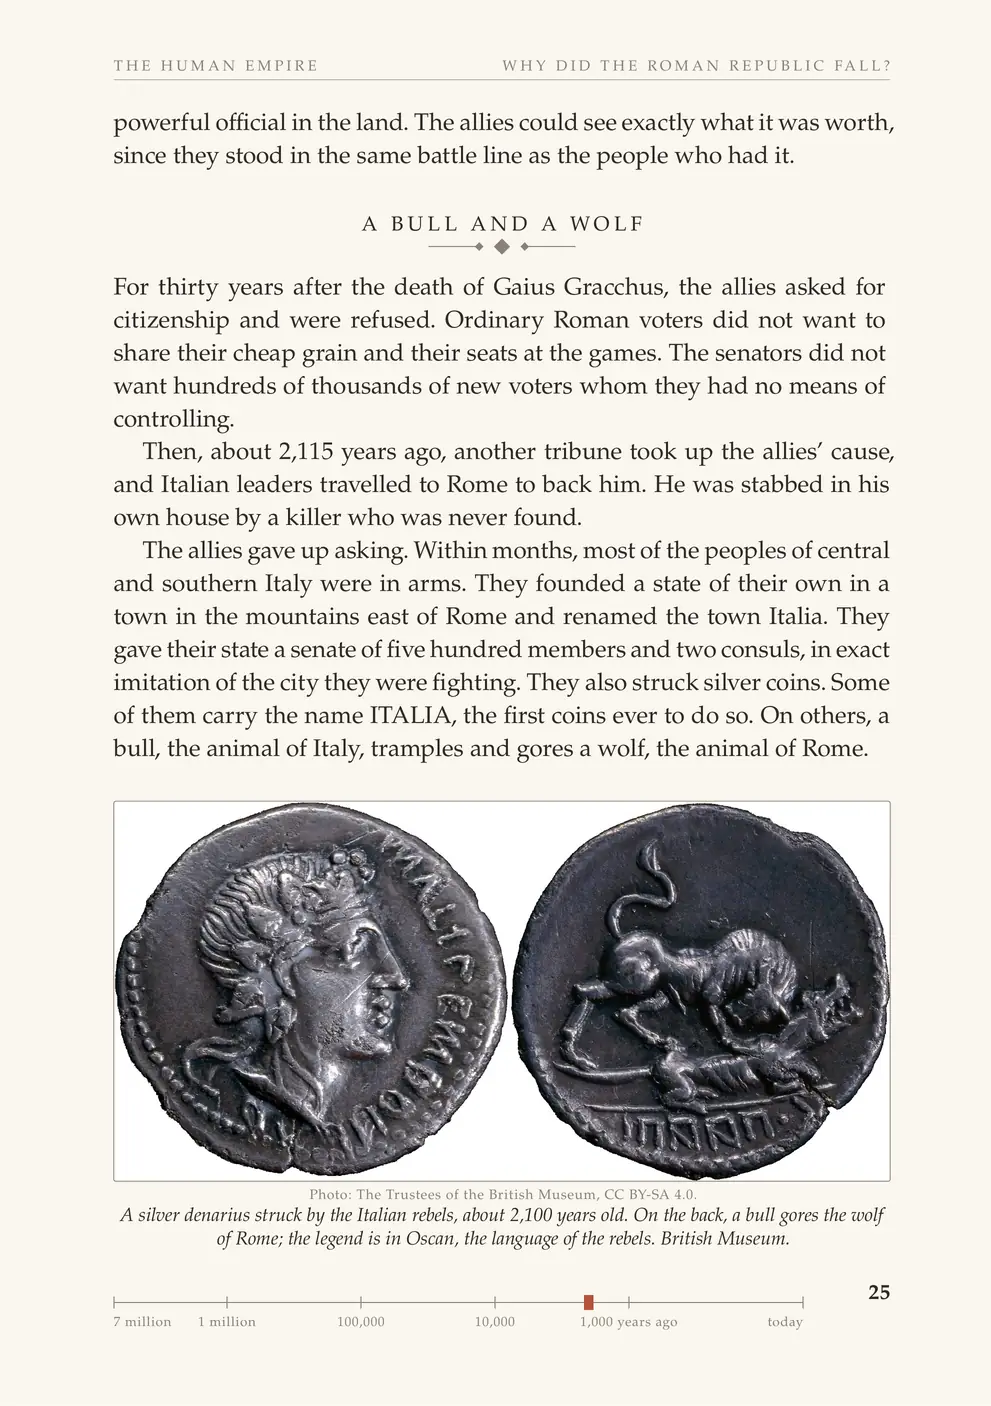 THE HUMAN EMPIRE
WHY DID THE ROMAN REPUBLIC FALL?
powerful official in the land. The allies could see exactly what it was worth,
since they stood in the same battle line as the people who had it.
A BULL AND A WOLF
For thirty years after the death of Gaius Gracchus, the allies asked for
citizenship and were refused. Ordinary Roman voters did not want to
share their cheap grain and their seats at the games. The senators did not
want hundreds of thousands of new voters whom they had no means of
controlling.
Then, about 2,115 years ago, another tribune took up the allies’ cause,
and Italian leaders travelled to Rome to back him. He was stabbed in his
own house by a killer who was never found.
The allies gave up asking. Within months, most of the peoples of central
and southern Italy were in arms. They founded a state of their own in a
town in the mountains east of Rome and renamed the town Italia. They
gave their state a senate of five hundred members and two consuls, in exact
imitation of the city they were fighting. They also struck silver coins. Some
of them carry the name ITALIA, the first coins ever to do so. On others, a
bull, the animal of Italy, tramples and gores a wolf, the animal of Rome.
Photo: The Trustees of the British Museum, CC BY-SA 4.0.
A silver denarius struck by the Italian rebels, about 2,100 years old. On the back, a bull gores the wolf
of Rome; the legend is in Oscan, the language of the rebels. British Museum.
25
7 million 1 million 100,000 10,000 1,000 years ago today